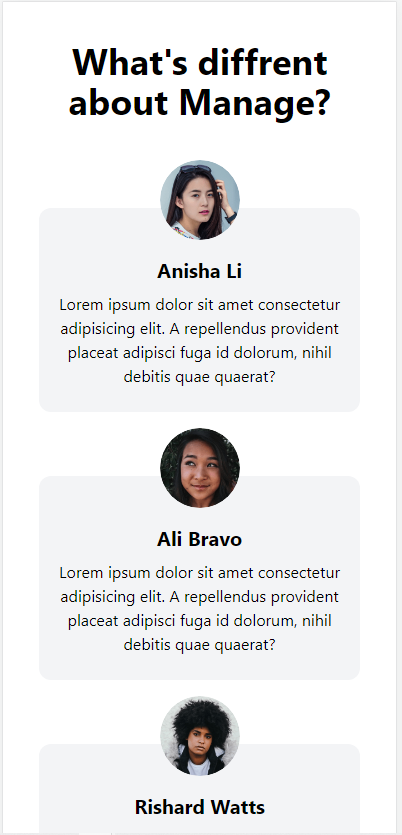 What's diffrent
about Manage?
Anisha Li
Lorem ipsum dolor sit amet consectetur
adipisicing elit. A repellendus provident
placeat adipisci fuga id dolorum, nihil
debitis quae quaerat?
Ali Bravo
Lorem ipsum dolor sit amet consectetur
adipisicing elit. A repellendus provident
placeat adipisci fuga id dolorum, nihil
debitis quae quaerat?
Rishard Watts